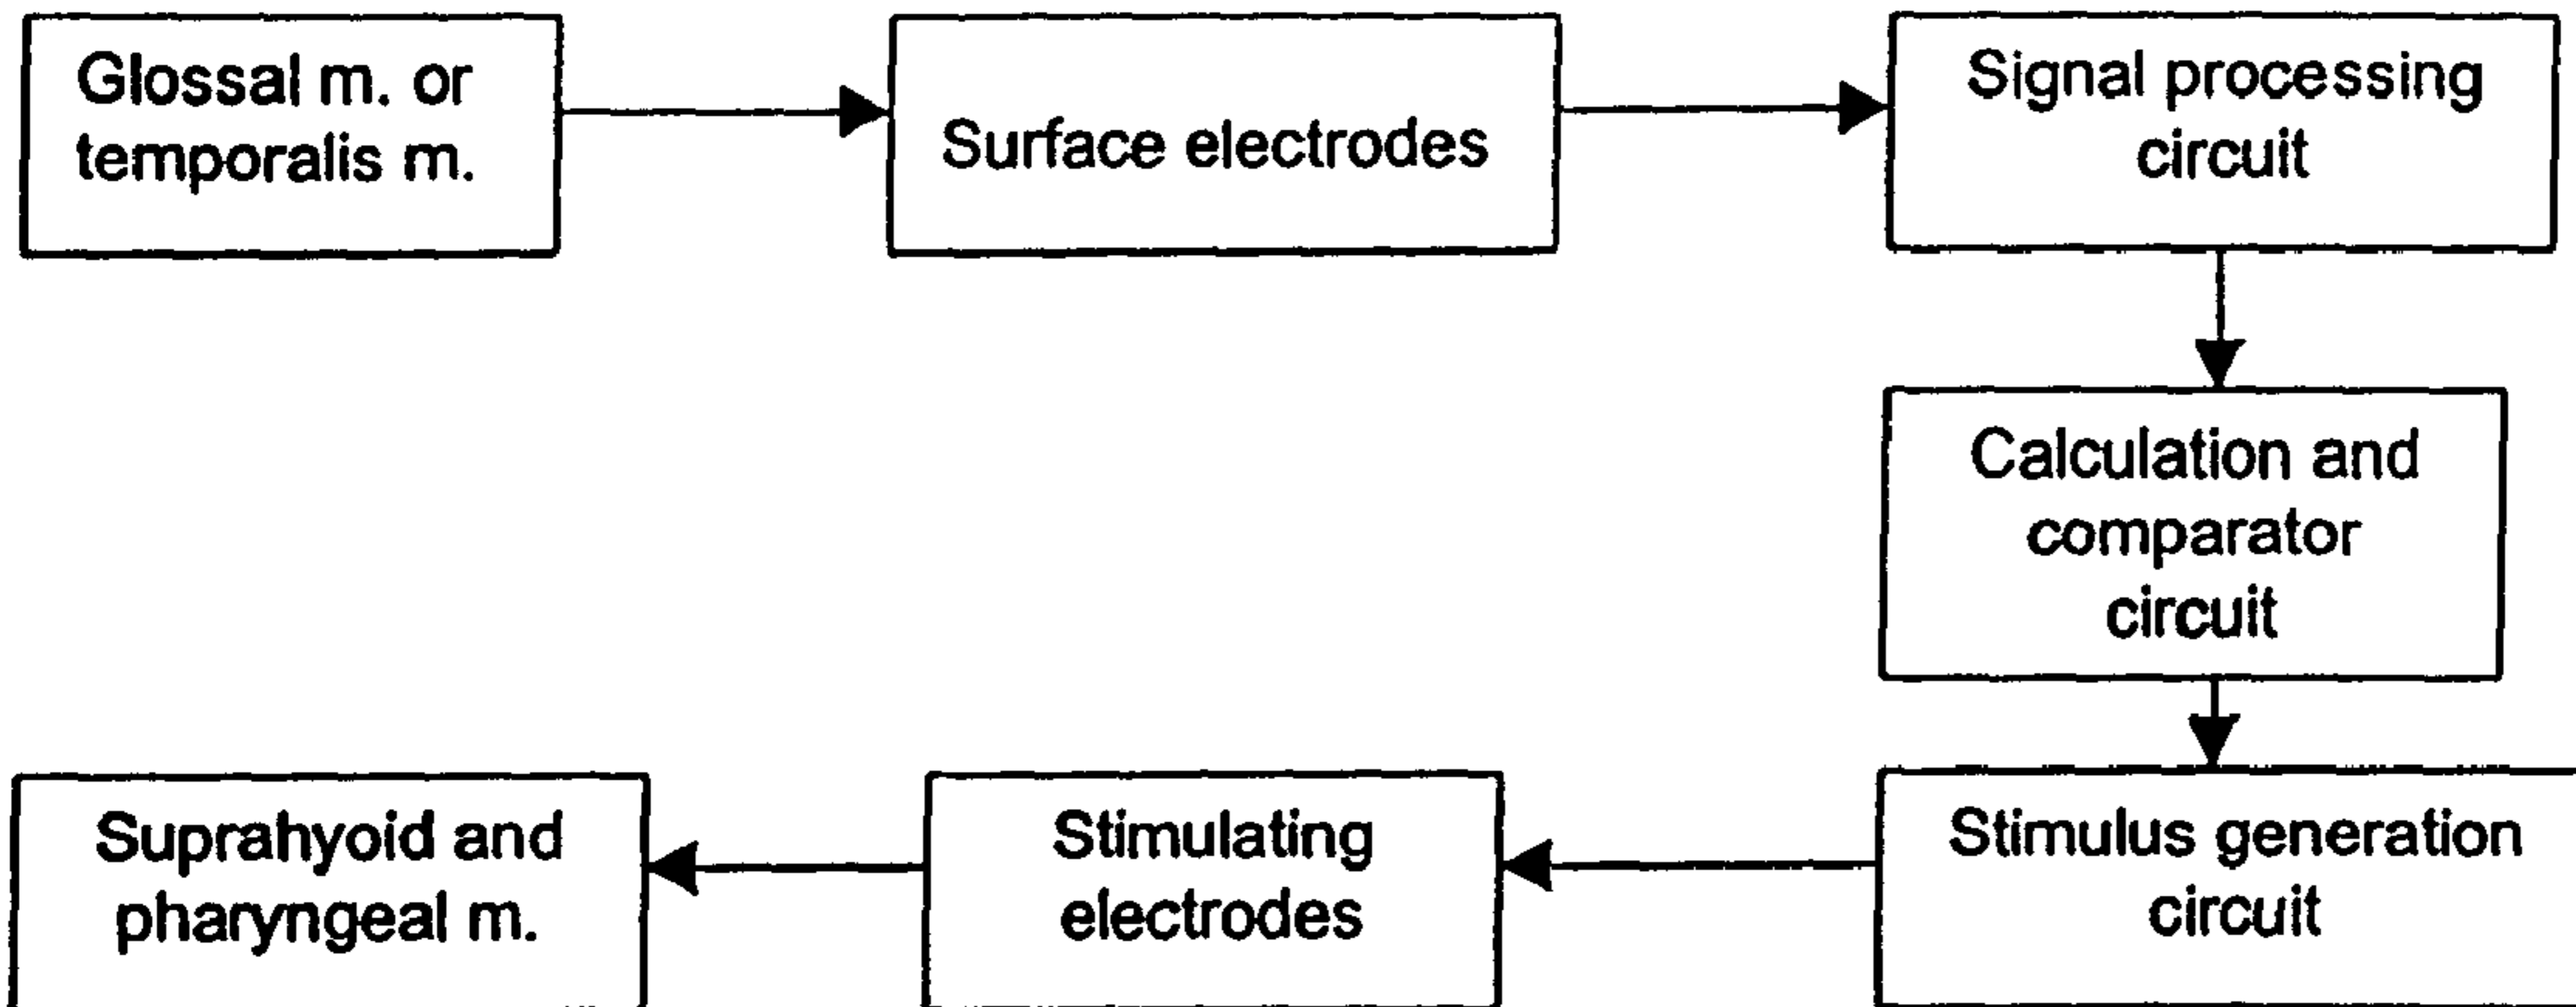 Glossal m. or
temporalis m.
Surface electrodes
Signal processing
circuit
Calculation and
comparator
circuit
Suprahyoid and
pharyngeal m.
Stimulating
electrodes
Stimulus generation
circuit